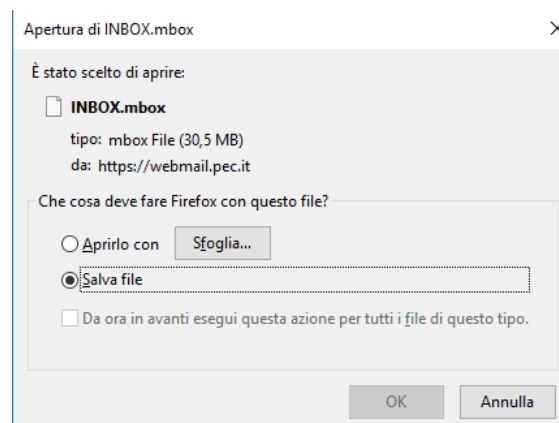 Apertura di INBOX.mbox
È stato scelto di aprire:
INBOX.mbox
tipo: mbox File (30,5 MB)
da: https://webmail.pec.it
Che cosa deve fare Firefox con questo file?
Aprirlo con Sfoglia...
Salva file
Da ora in avanti esegui questa azione per tutti i file di questo tipo.
OK Annulla